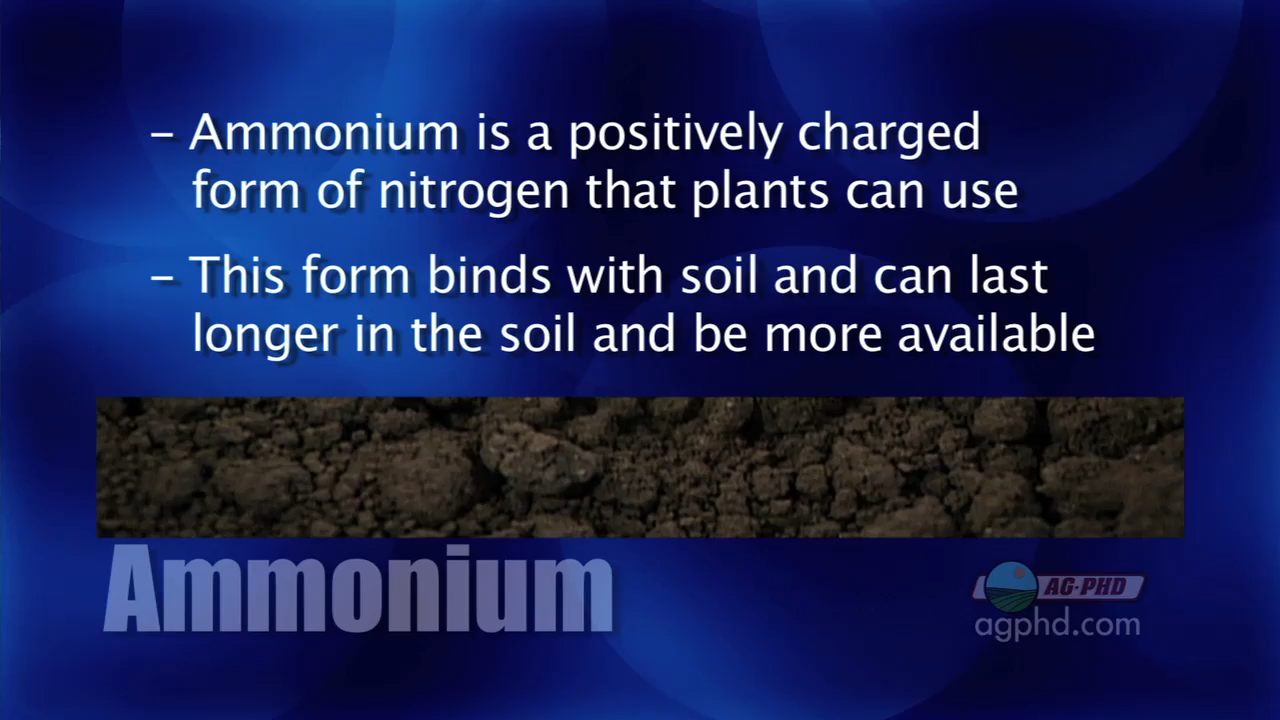 – Ammonium is a positively charged
form of nitrogen that plants can use
– This form binds with soil and can last
longer in the soil and be more available
Ammonium
AG·PHD
agphd.com